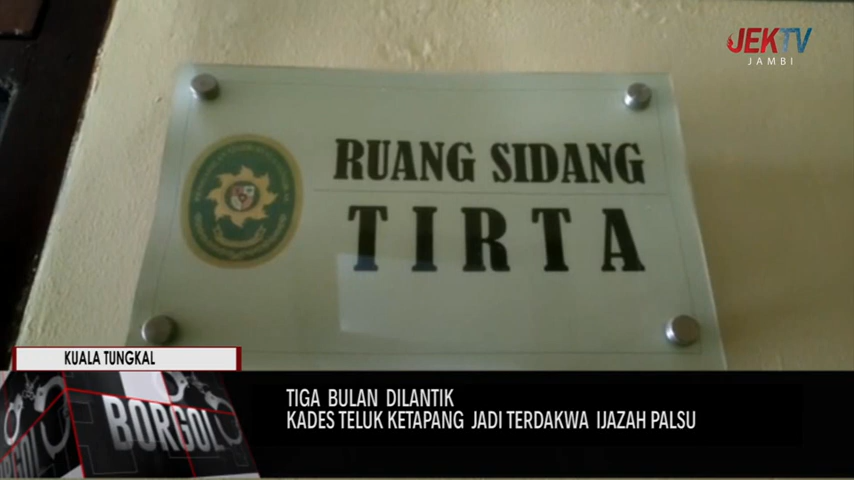 JEKTV
JAMBI
RUANG SIDANG
TIRTA
KUALA TUNGKAL
BORGOL
TIGA BULAN DILANTIK
KADES TELUK KETAPANG JADI TERDAKWA IJAZAH PALSU